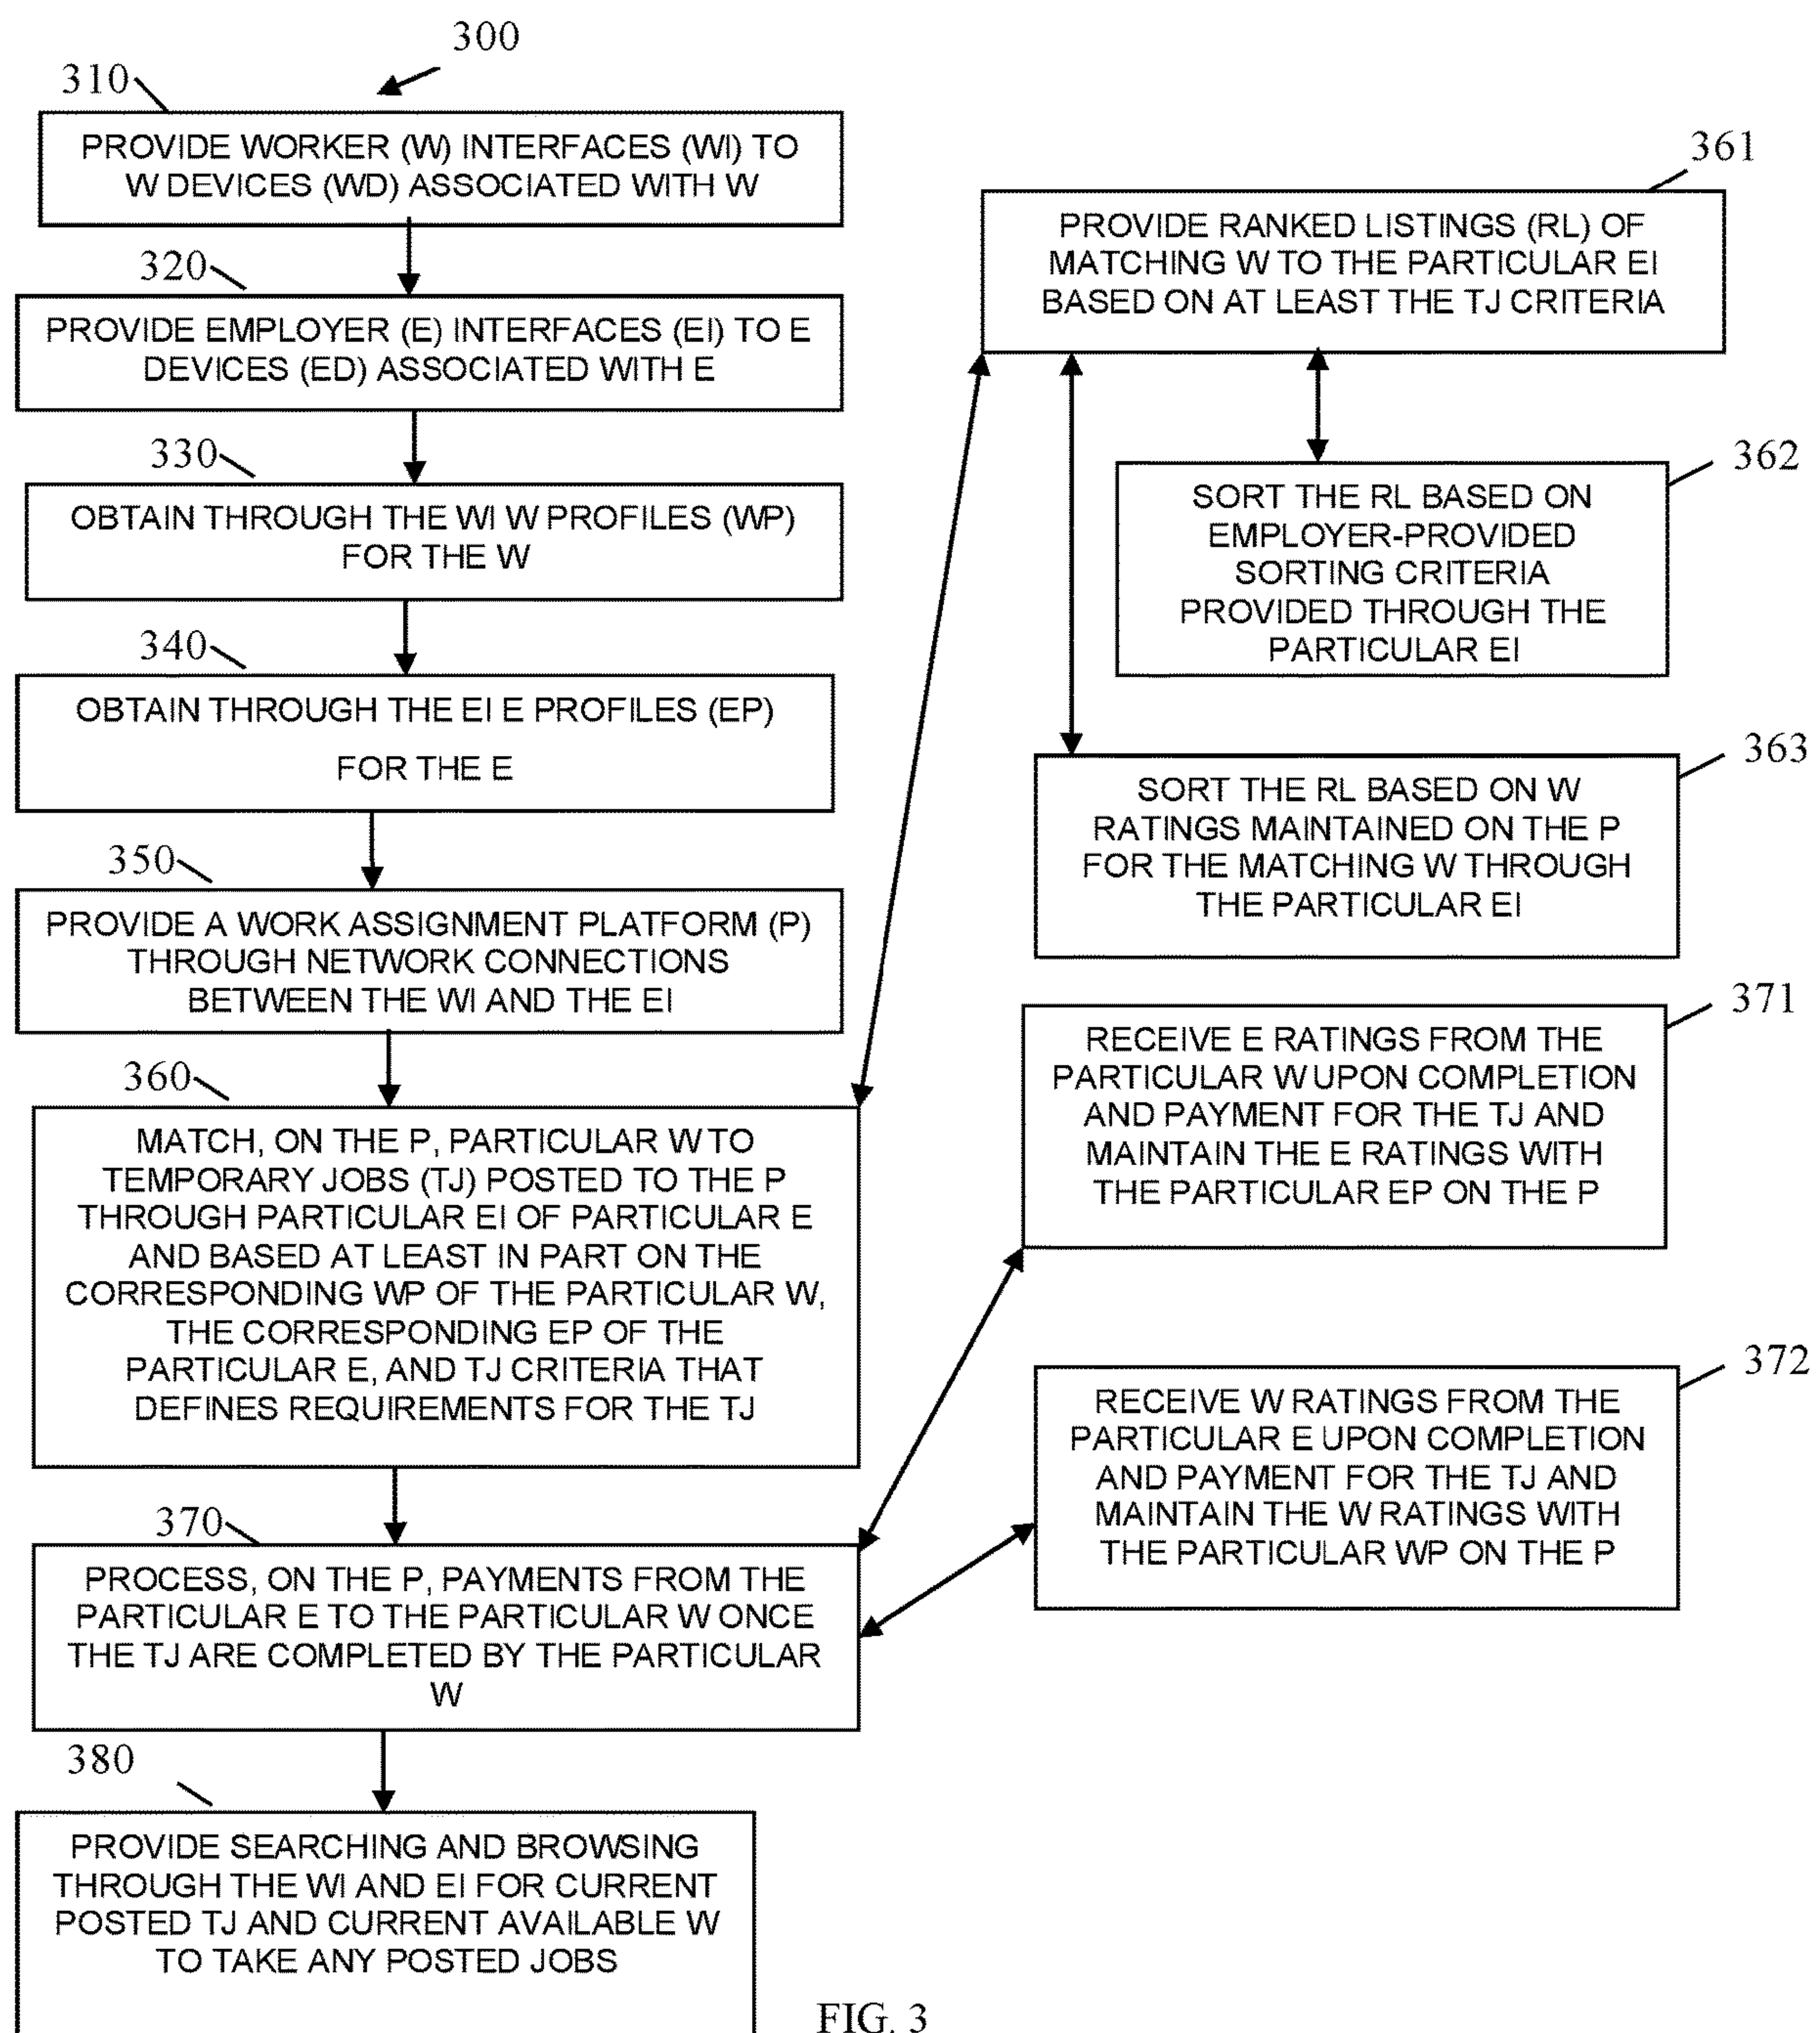 300
310
PROVIDE WORKER (W) INTERFACES (WI) TO
W DEVICES (WD) ASSOCIATED WITH W
320
PROVIDE EMPLOYER (E) INTERFACES (EI) TO E
DEVICES (ED) ASSOCIATED WITH E
330
OBTAIN THROUGH THE WI W PROFILES (WP)
FOR THE W
340
OBTAIN THROUGH THE EI E PROFILES (EP)
FOR THE E
350
PROVIDE A WORK ASSIGNMENT PLATFORM (P)
THROUGH NETWORK CONNECTIONS
BETWEEN THE WI AND THE EI
360
MATCH, ON THE P, PARTICULAR W TO
TEMPORARY JOBS (TJ) POSTED TO THE P
THROUGH PARTICULAR EI OF PARTICULAR E
AND BASED AT LEAST IN PART ON THE
CORRESPONDING WP OF THE PARTICULAR W,
THE CORRESPONDING EP OF THE
PARTICULAR E, AND TJ CRITERIA THAT
DEFINES REQUIREMENTS FOR THE TJ
370
PROCESS, ON THE P, PAYMENTS FROM THE
PARTICULAR E TO THE PARTICULAR W ONCE
THE TJ ARE COMPLETED BY THE PARTICULAR
W
380
PROVIDE SEARCHING AND BROWSING
THROUGH THE WI AND EI FOR CURRENT
POSTED TJ AND CURRENT AVAILABLE W
TO TAKE ANY POSTED JOBS
361
PROVIDE RANKED LISTINGS (RL) OF
MATCHING W TO THE PARTICULAR EI
BASED ON AT LEAST THE TJ CRITERIA
362
SORT THE RL BASED ON
EMPLOYER-PROVIDED
SORTING CRITERIA
PROVIDED THROUGH THE
PARTICULAR EI
363
SORT THE RL BASED ON W
RATINGS MAINTAINED ON THE P
FOR THE MATCHING W THROUGH
THE PARTICULAR EI
371
RECEIVE E RATINGS FROM THE
PARTICULAR W UPON COMPLETION
AND PAYMENT FOR THE TJ AND
MAINTAIN THE E RATINGS WITH
THE PARTICULAR EP ON THE P
372
RECEIVE W RATINGS FROM THE
PARTICULAR E UPON COMPLETION
AND PAYMENT FOR THE TJ AND
MAINTAIN THE W RATINGS WITH
THE PARTICULAR WP ON THE P
FIG. 3